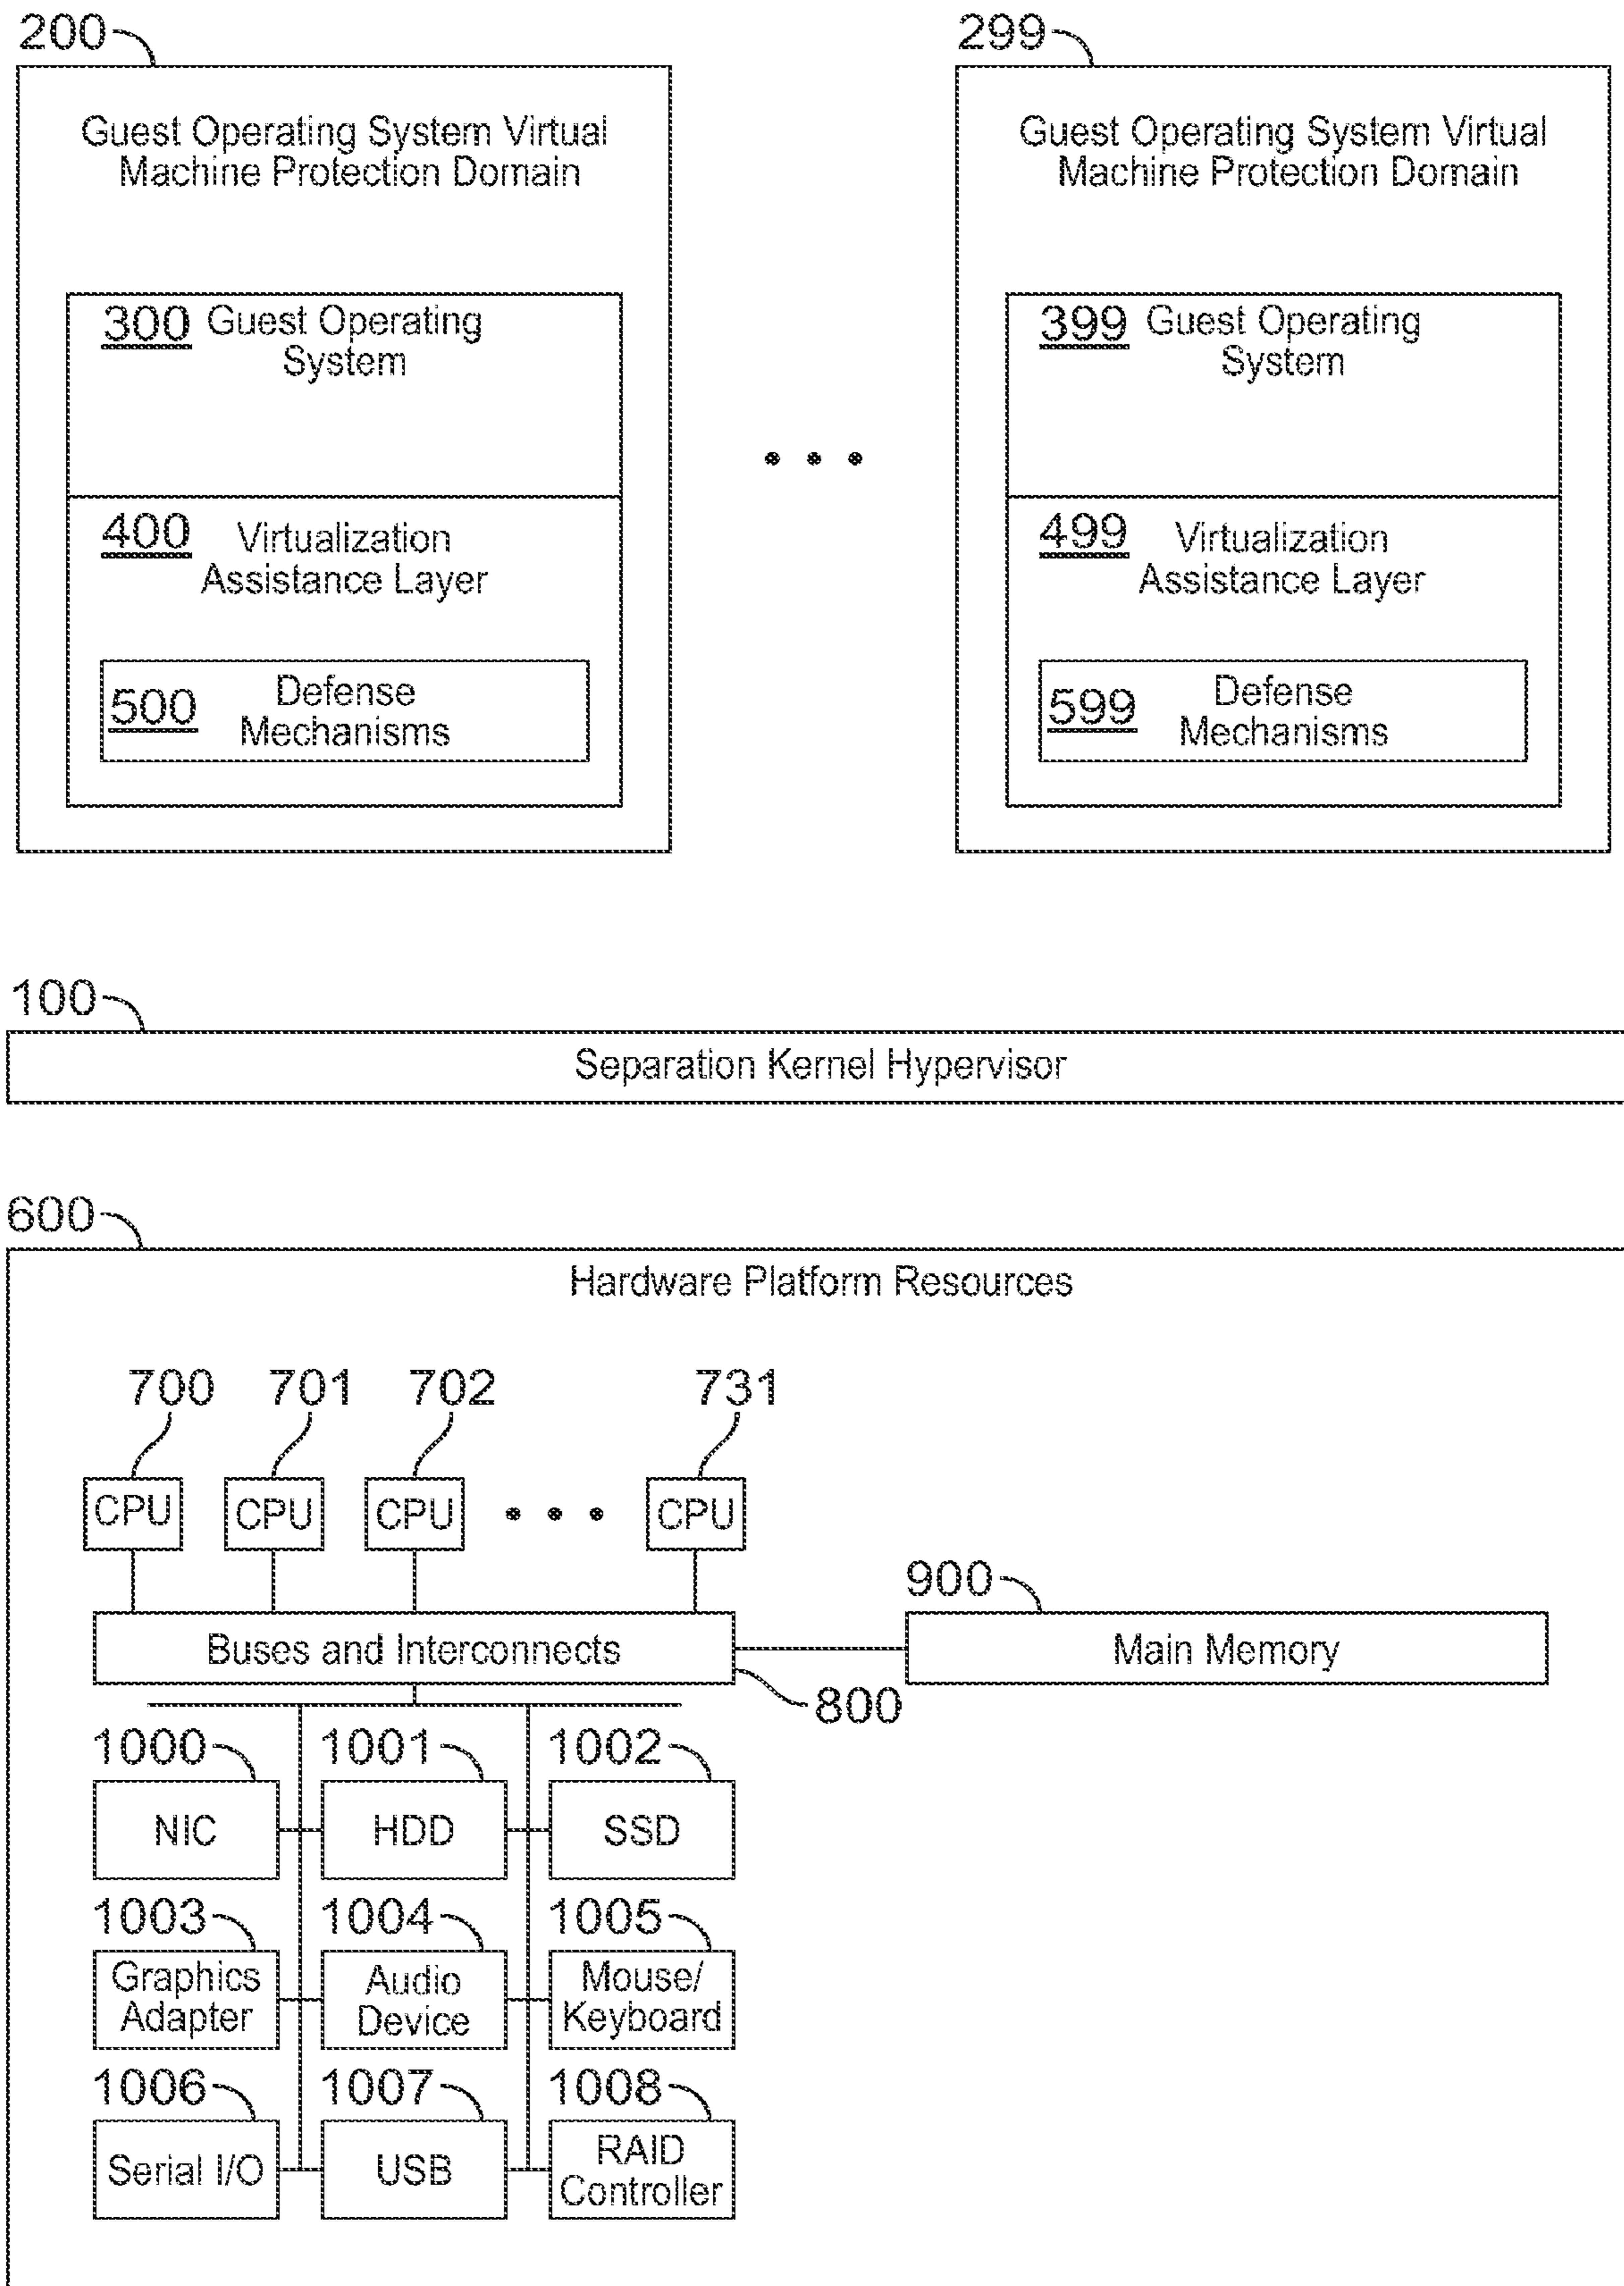 200
299
Guest Operating System Virtual
Machine Protection Domain
Guest Operating System Virtual
Machine Protection Domain
300 Guest Operating
System
399 Guest Operating
System
400 Virtualization
Assistance Layer
499 Virtualization
Assistance Layer
500 Defense
Mechanisms
599 Defense
Mechanisms
100
Separation Kernel Hypervisor
600
Hardware Platform Resources
700 701 702 731
CPU CPU CPU CPU
900
Buses and Interconnects
Main Memory
800
1000 1001 1002
NIC HDD SSD
1003 1004 1005
Graphics
Adapter
Audio
Device
Mouse/
Keyboard
1006 1007 1008
Serial I/O
USB
RAID
Controller